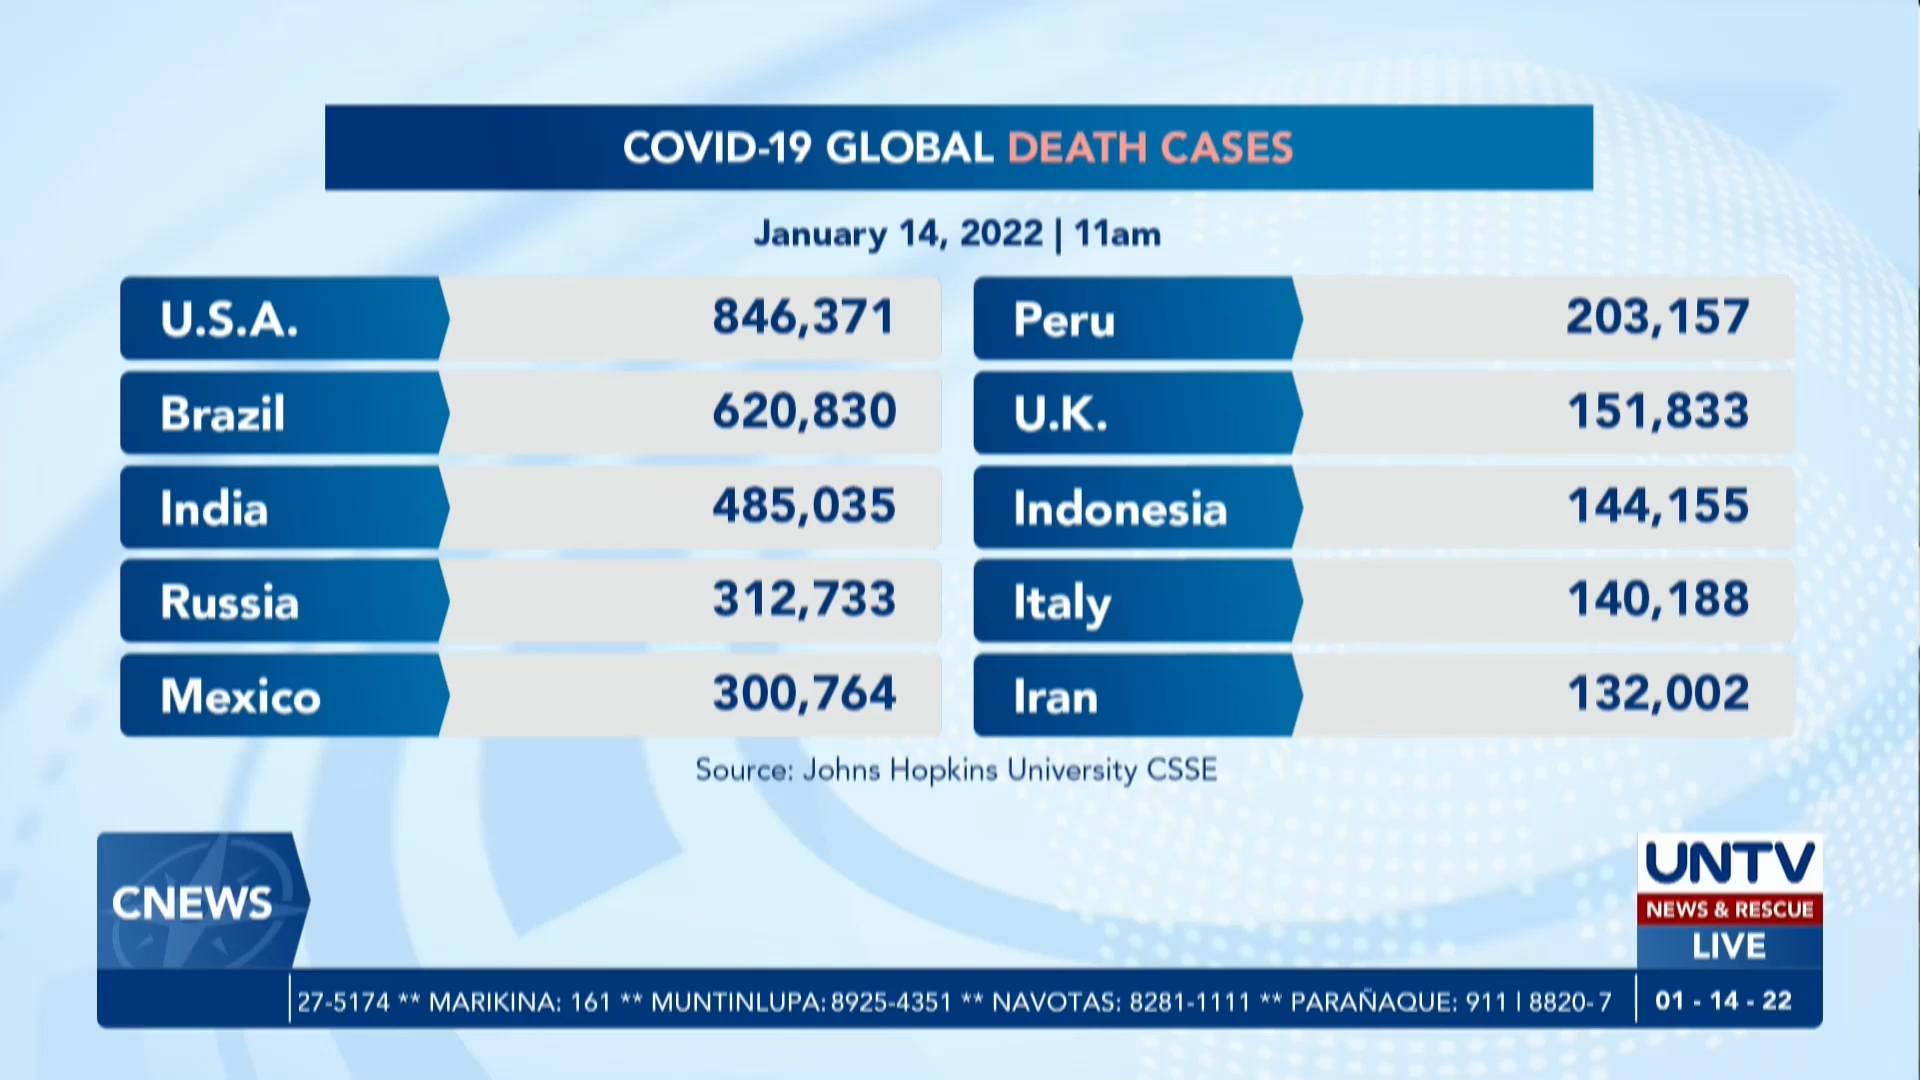 COVID-19 GLOBAL DEATH CASES
January 14, 2022 | 11am
U.S.A. 846,371
Brazil 620,830
India 485,035
Russia 312,733
Mexico 300,764
Peru 203,157
U.K. 151,833
Indonesia 144,155
Italy 140,188
Iran 132,002
Source: Johns Hopkins University CSSE
CNEWS
UNTV
NEWS & RESCUE
LIVE
27-5174 ** MARIKINA: 161 ** MUNTINLUPA: 8925-4351 ** NAVOTAS: 8281-1111 ** PARAÑAQUE: 911 | 8820-7
01 - 14 - 22